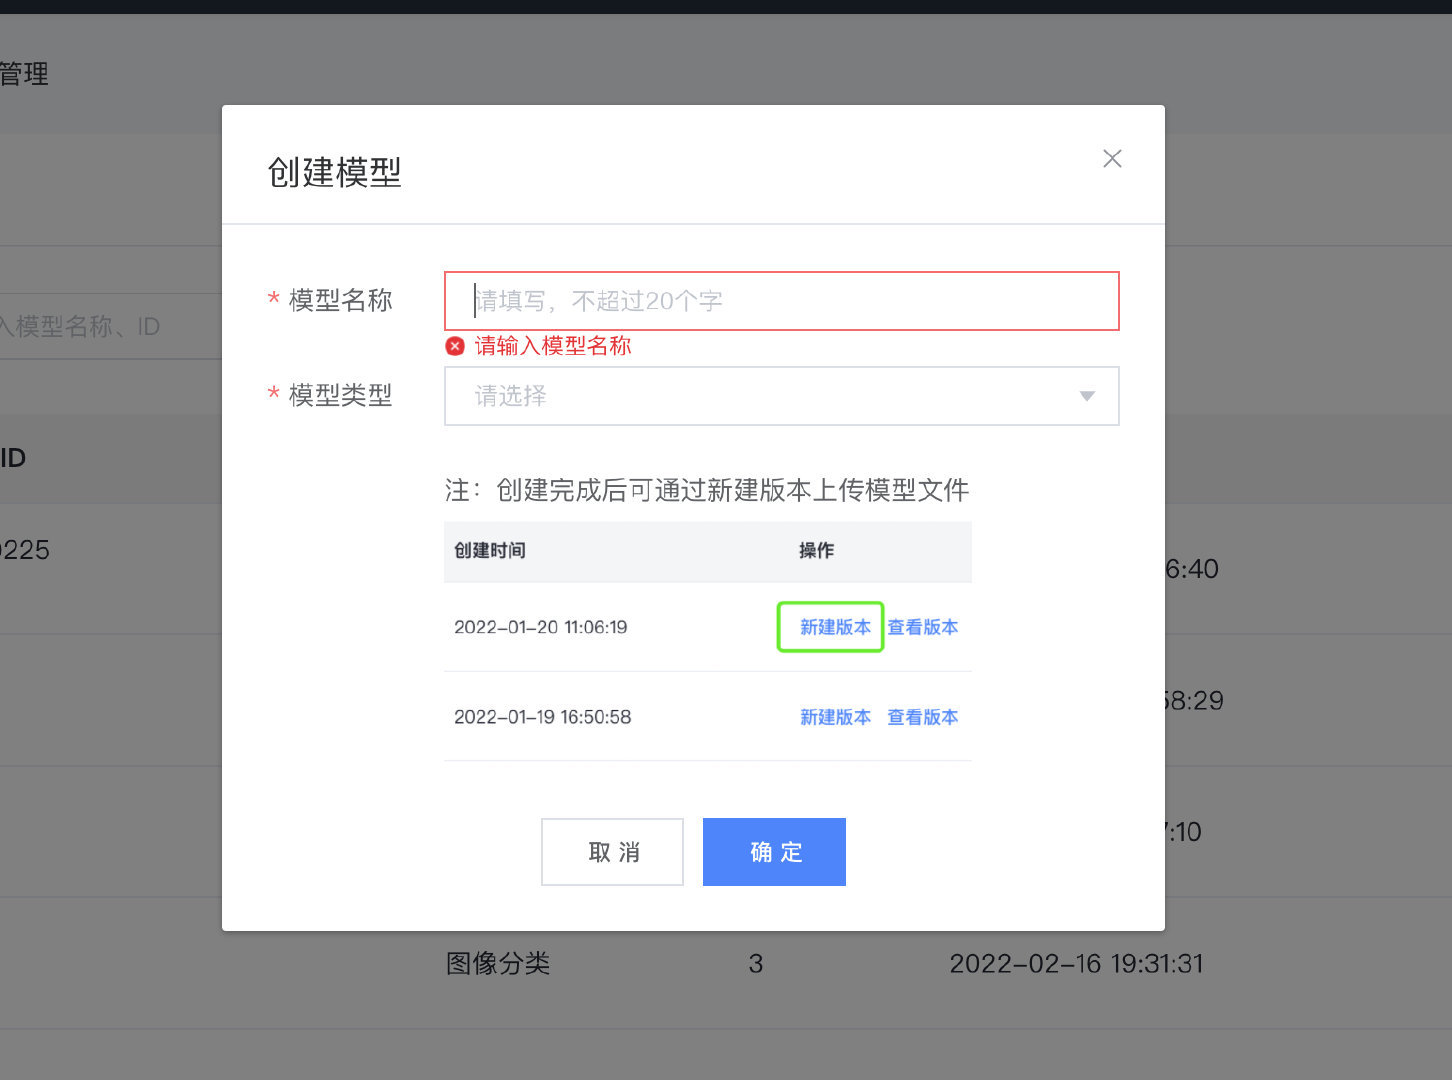 管理
创建模型
* 模型名称
请填写，不超过20个字
请输入模型名称
入模型名称、ID
* 模型类型
请选择
ID
注：创建完成后可通过新建版本上传模型文件
创建时间 操作
0225
6:40
2022-01-20 11:06:19 新建版本 查看版本
58:29
2022-01-19 16:50:58 新建版本 查看版本
7:10
取 消 确 定
图像分类 3 2022-02-16 19:31:31